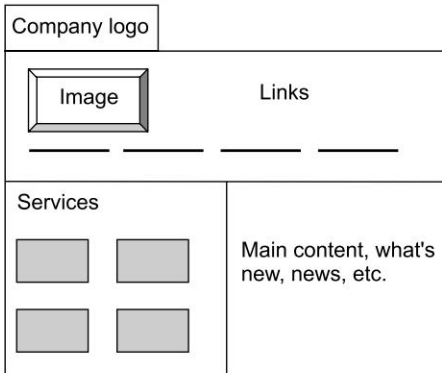 Company logo
Image
Links
Services
Main content, what's
new, news, etc.